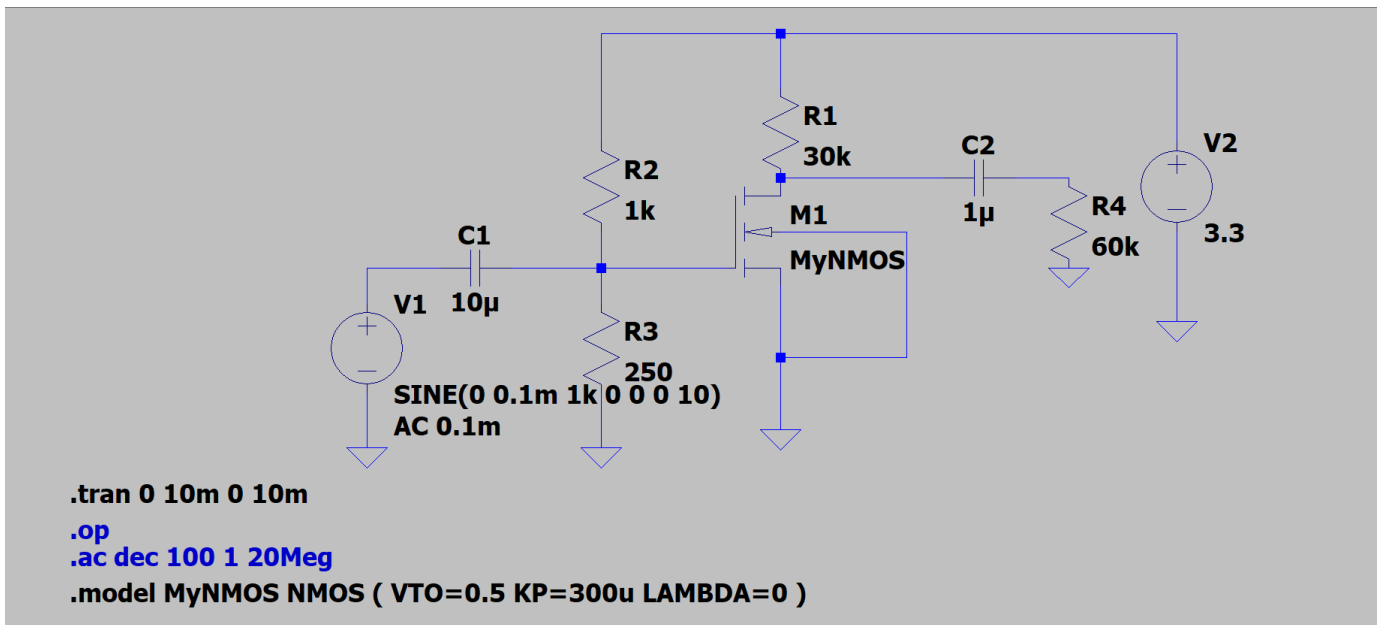 R1
30k
C2
1µ
V2
3.3
R2
1k
R4
60k
M1
MyNMOS
C1
10µ
V1
R3
250
SINE(0 0.1m 1k 0 0 0 10)
AC 0.1m
.tran 0 10m 0 10m
.op
.ac dec 100 1 20Meg
.model MyNMOS NMOS ( VTO=0.5 KP=300u LAMBDA=0 )